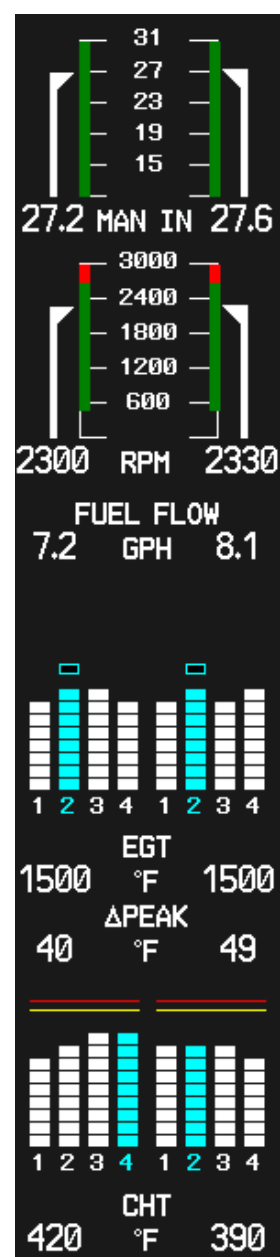 31
27
23
19
15
27.2 MAN IN 27.6
3000
2400
1800
1200
600
2300 RPM 2330
FUEL FLOW
7.2 GPH 8.1
1 2 3 4 1 2 3 4
EGT
1500 °F 1500
ΔPEAK
40 °F 49
1 2 3 4 1 2 3 4
CHT
420 °F 390